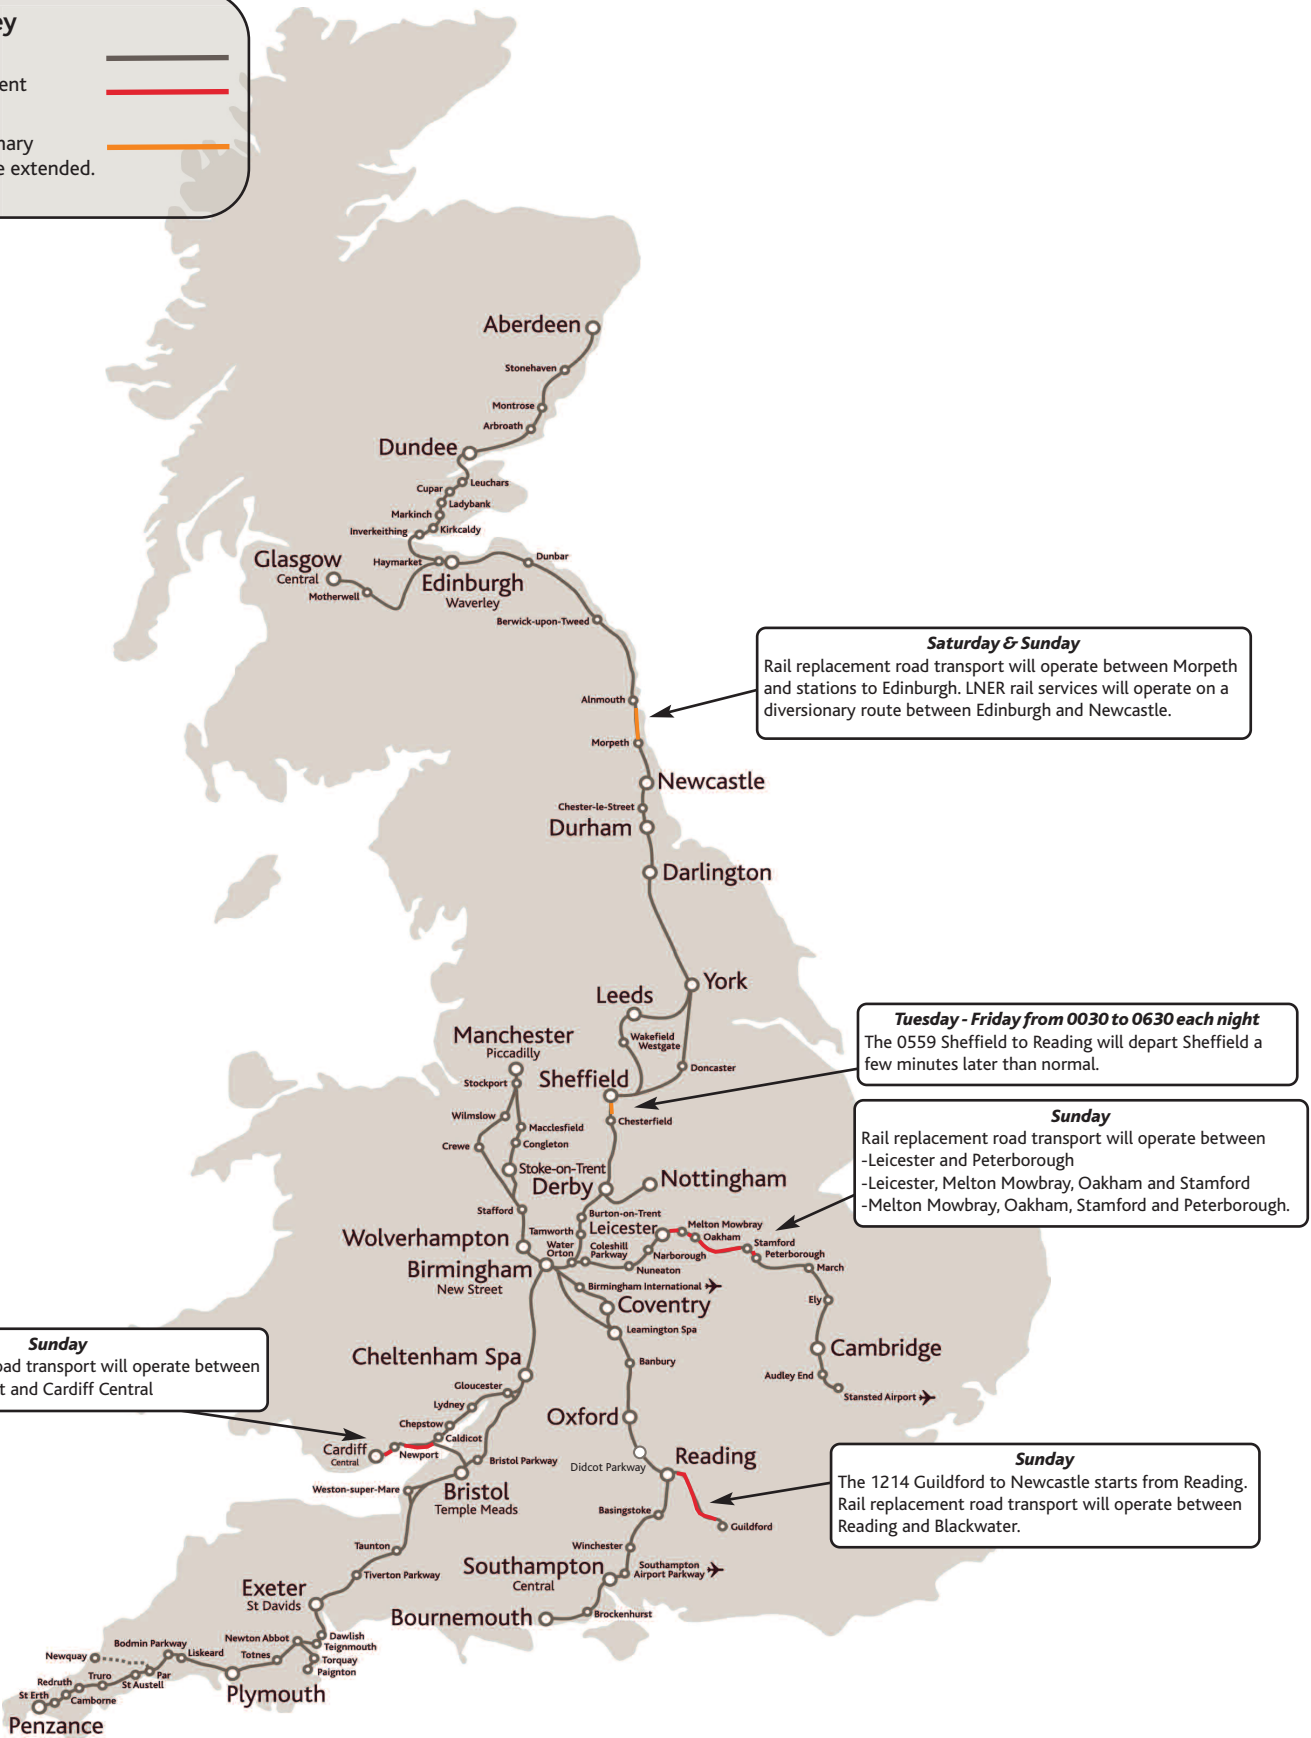 ey
ent
nary
e extended.
Aberdeen
Stonehaven
Montrose
Arbroath
Dundee
Leuchars
Cupar
Ladybank
Markinch
Kirkcaldy
Inverkeithing
Glasgow
Central
Haymarket
Dunbar
Edinburgh
Waverley
Motherwell
Berwick-upon-Tweed
Saturday & Sunday
Rail replacement road transport will operate between Morpeth
and stations to Edinburgh. LNER rail services will operate on a
diversionary route between Edinburgh and Newcastle.
Alnmouth
Morpeth
Newcastle
Chester-le-Street
Durham
Darlington
York
Leeds
Tuesday - Friday from 0030 to 0630 each night
The 0559 Sheffield to Reading will depart Sheffield a
few minutes later than normal.
Manchester
Piccadilly
Wakefield
Westgate
Doncaster
Stockport
Sheffield
Wilmslow
Chesterfield
Macclesfield
Crewe
Congleton
Sunday
Rail replacement road transport will operate between
-Leicester and Peterborough
-Leicester, Melton Mowbray, Oakham and Stamford
-Melton Mowbray, Oakham, Stamford and Peterborough.
Stoke-on-Trent
Derby
Nottingham
Stafford
Burton-on-Trent
Tamworth
Leicester
Melton Mowbray
Oakham
Stamford
Peterborough
Wolverhampton
Water
Orton
Coleshill
Parkway
Narborough
Nuneaton
March
Birmingham
New Street
Birmingham International
Ely
Coventry
Leamington Spa
Sunday
oad transport will operate between
t and Cardiff Central
Cheltenham Spa
Banbury
Cambridge
Audley End
Stansted Airport
Gloucester
Lydney
Chepstow
Caldicot
Oxford
Cardiff
Central
Newport
Bristol Parkway
Didcot Parkway
Reading
Sunday
The 1214 Guildford to Newcastle starts from Reading.
Rail replacement road transport will operate between
Reading and Blackwater.
Weston-super-Mare
Bristol
Temple Meads
Basingstoke
Guildford
Taunton
Winchester
Tiverton Parkway
Southampton
Central
Southampton
Airport Parkway
Exeter
St Davids
Bournemouth
Brockenhurst
Newton Abbot
Dawlish
Teignmouth
Bodmin Parkway
Liskeard
Totnes
Torquay
Paignton
Newquay
Par
St Austell
Truro
Redruth
Camborne
St Erth
Plymouth
Penzance